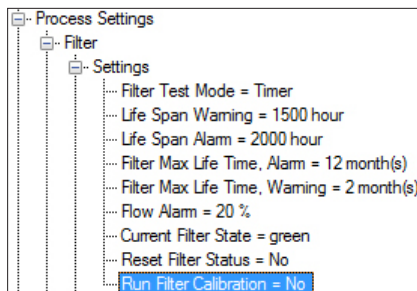 Process Settings
Filter
Settings
Filter Test Mode = Timer
Life Span Warning = 1500 hour
Life Span Alarm = 2000 hour
Filter Max Life Time, Alarm = 12 month(s)
Filter Max Life Time, Warning = 2 month(s)
Flow Alarm = 20 %
Current Filter State = green
Reset Filter Status = No
Run Filter Calibration = No